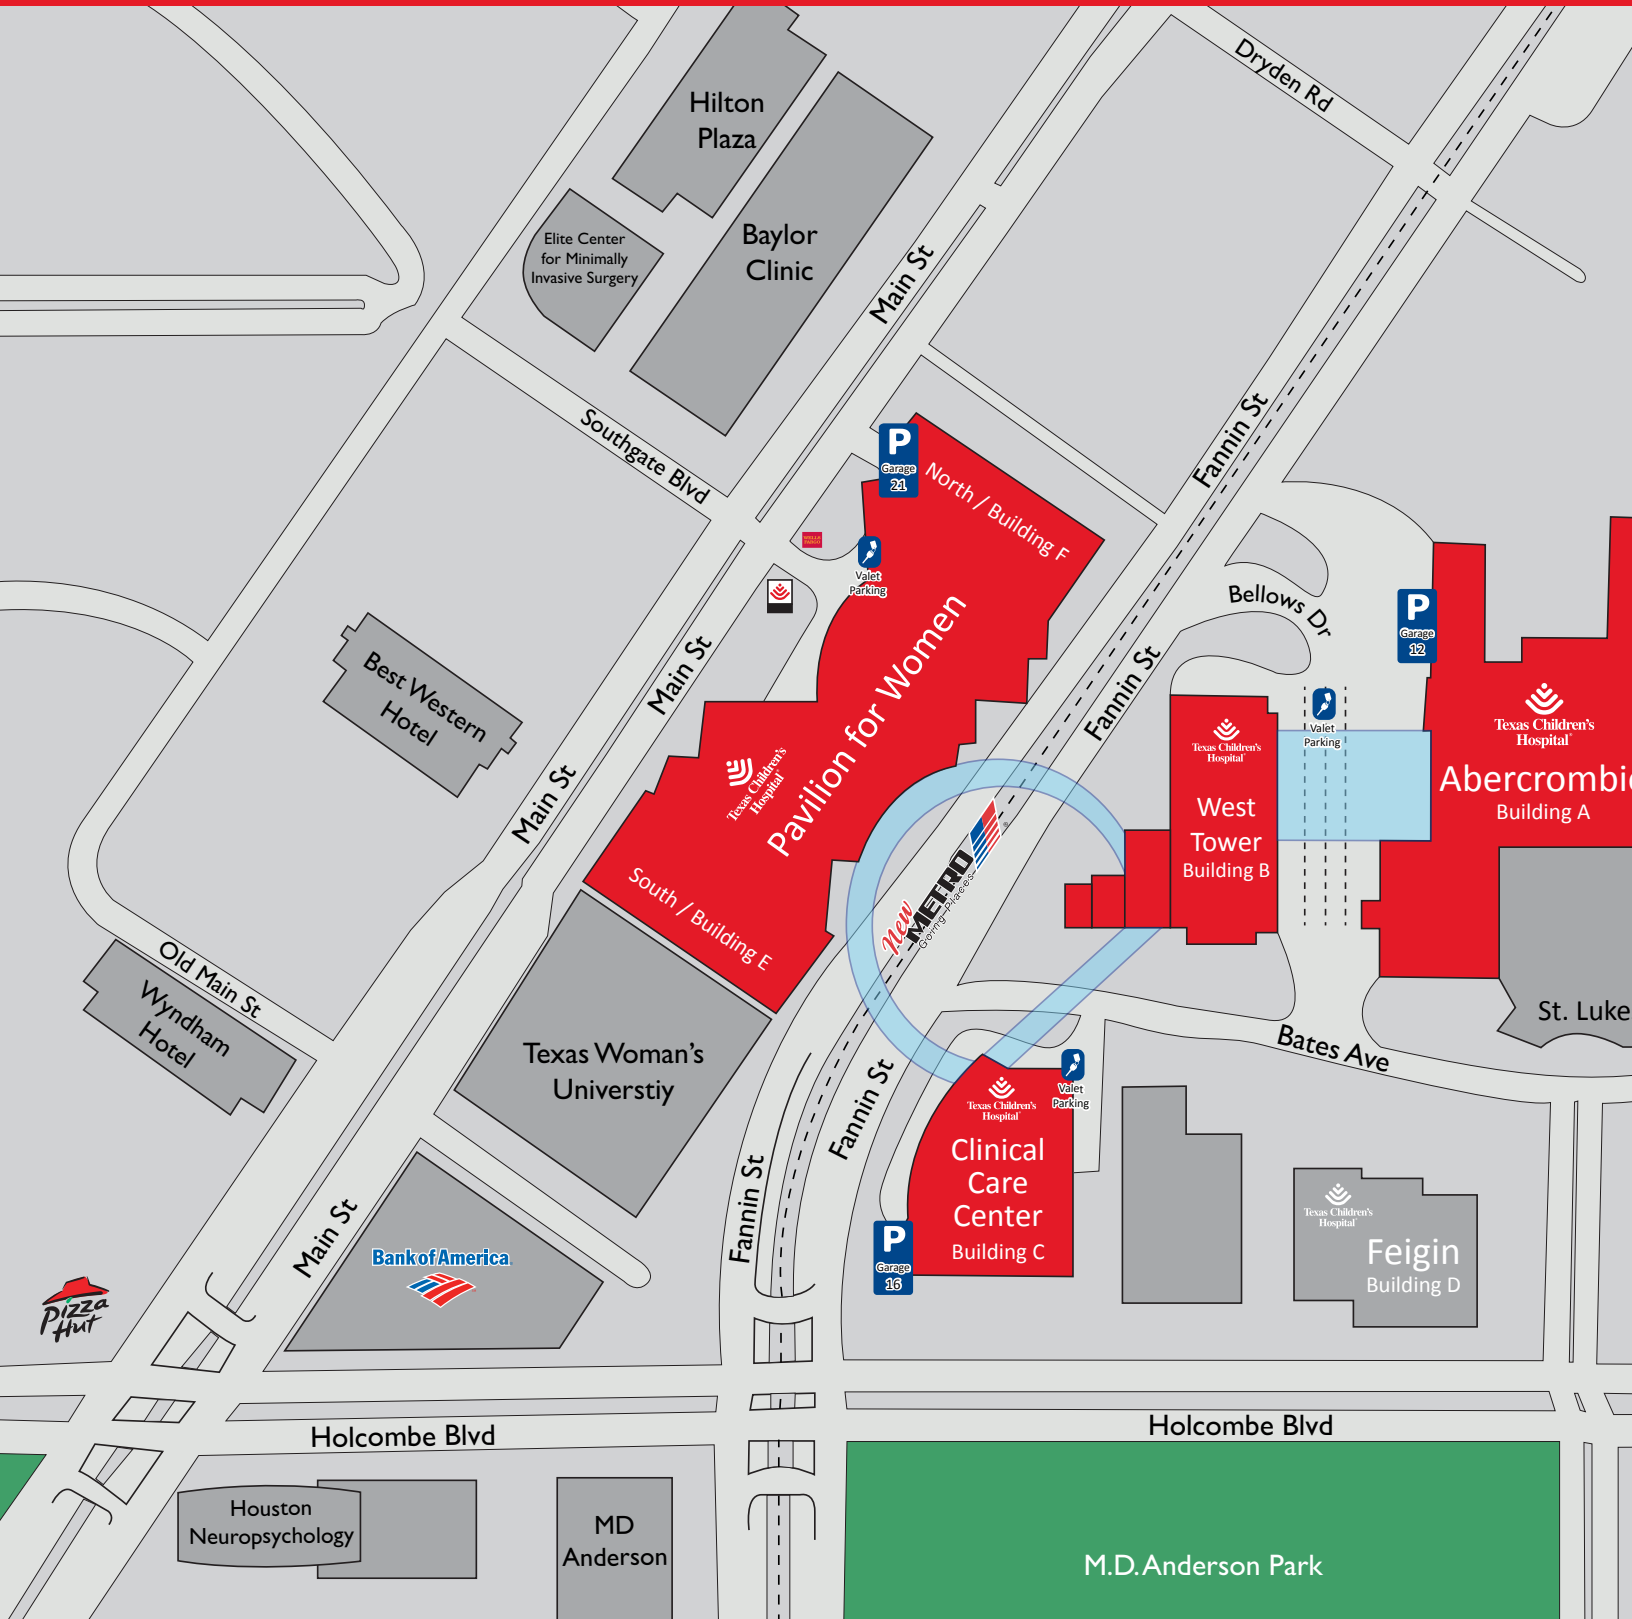 Dryden Rd
Hilton
Plaza
Elite Center
for Minimally
Invasive Surgery
Baylor
Clinic
Main St
Fannin St
Southgate Blvd
P
Garage
21
North / Building F
WELLS
FARGO
Valet
Parking
Bellows Dr
P
Garage
12
Best Western
Hotel
Main St
Fannin St
Pavilion for Women
Texas Children's
Hospital
Texas Children's
Hospital
West
Tower
Building B
Valet
Parking
Texas Children's
Hospital
Abercrombie
Building A
Main St
South / Building E
New
METRO
Going Places
Old Main St
Wyndham
Hotel
Texas Woman's
Universtiy
St. Luke
Bates Ave
Fannin St
Valet
Parking
Texas Children's
Hospital
Clinical
Care
Center
Building C
Fannin St
P
Garage
16
Texas Children's
Hospital
Feigin
Building D
Main St
Bank of America
Pizza
Hut
Holcombe Blvd
Holcombe Blvd
Houston
Neuropsychology
MD
Anderson
M.D. Anderson Park